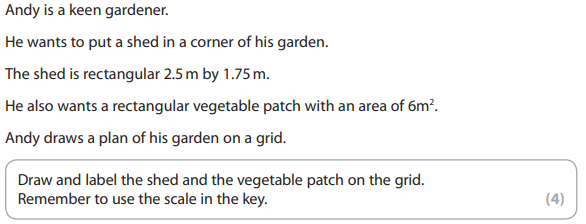 Andy is a keen gardener.
He wants to put a shed in a corner of his garden.
The shed is rectangular 2.5 m by 1.75 m.
He also wants a rectangular vegetable patch with an area of 6m².
Andy draws a plan of his garden on a grid.
Draw and label the shed and the vegetable patch on the grid.
Remember to use the scale in the key. (4)